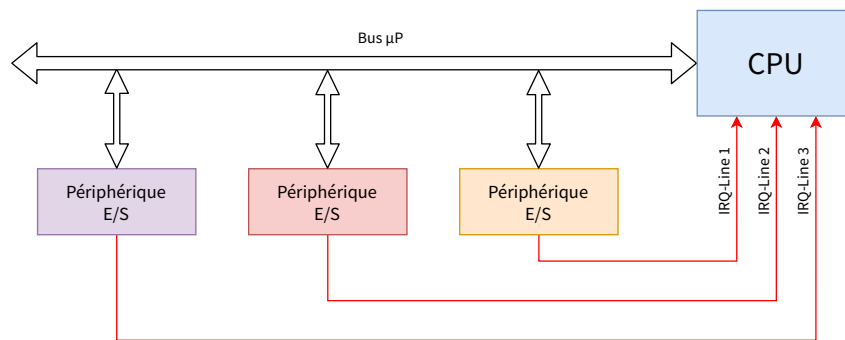 Bus µP
CPU
IRQ-Line 1
IRQ-Line 2
IRQ-Line 3
Périphérique
E/S
Périphérique
E/S
Périphérique
E/S